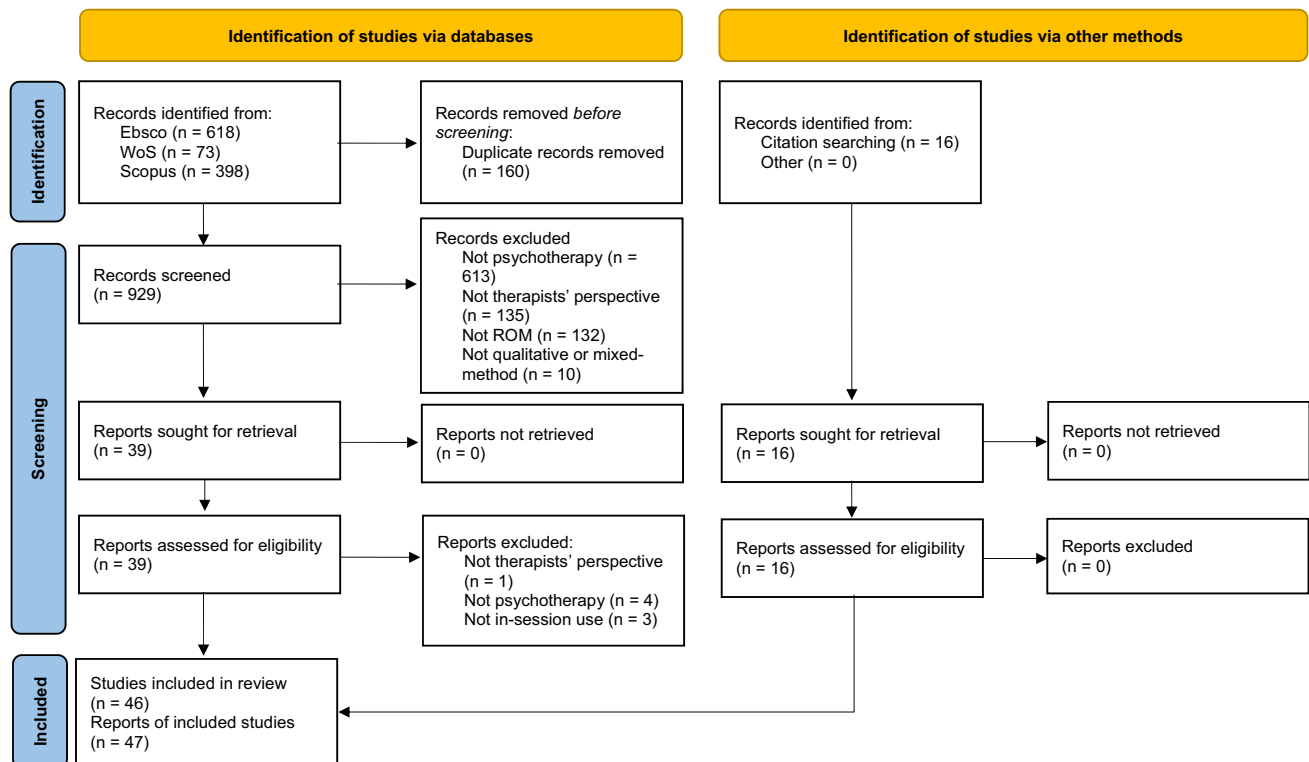 Identification of studies via databases
Identification of studies via other methods
Identification
Records identified from:
Ebsco (n = 618)
WoS (n = 73)
Scopus (n = 398)
Records removed before
screening:
Duplicate records removed
(n = 160)
Records identified from:
Citation searching (n = 16)
Other (n = 0)
Screening
Records screened
(n = 929)
Records excluded
Not psychotherapy (n =
613)
Not therapists’ perspective
(n = 135)
Not ROM (n = 132)
Not qualitative or mixed-
method (n = 10)
Reports sought for retrieval
(n = 39)
Reports not retrieved
(n = 0)
Reports sought for retrieval
(n = 16)
Reports not retrieved
(n = 0)
Reports assessed for eligibility
(n = 39)
Reports excluded:
Not therapists’ perspective
(n = 1)
Not psychotherapy (n = 4)
Not in-session use (n = 3)
Reports assessed for eligibility
(n = 16)
Reports excluded
(n = 0)
Included
Studies included in review
(n = 46)
Reports of included studies
(n = 47)